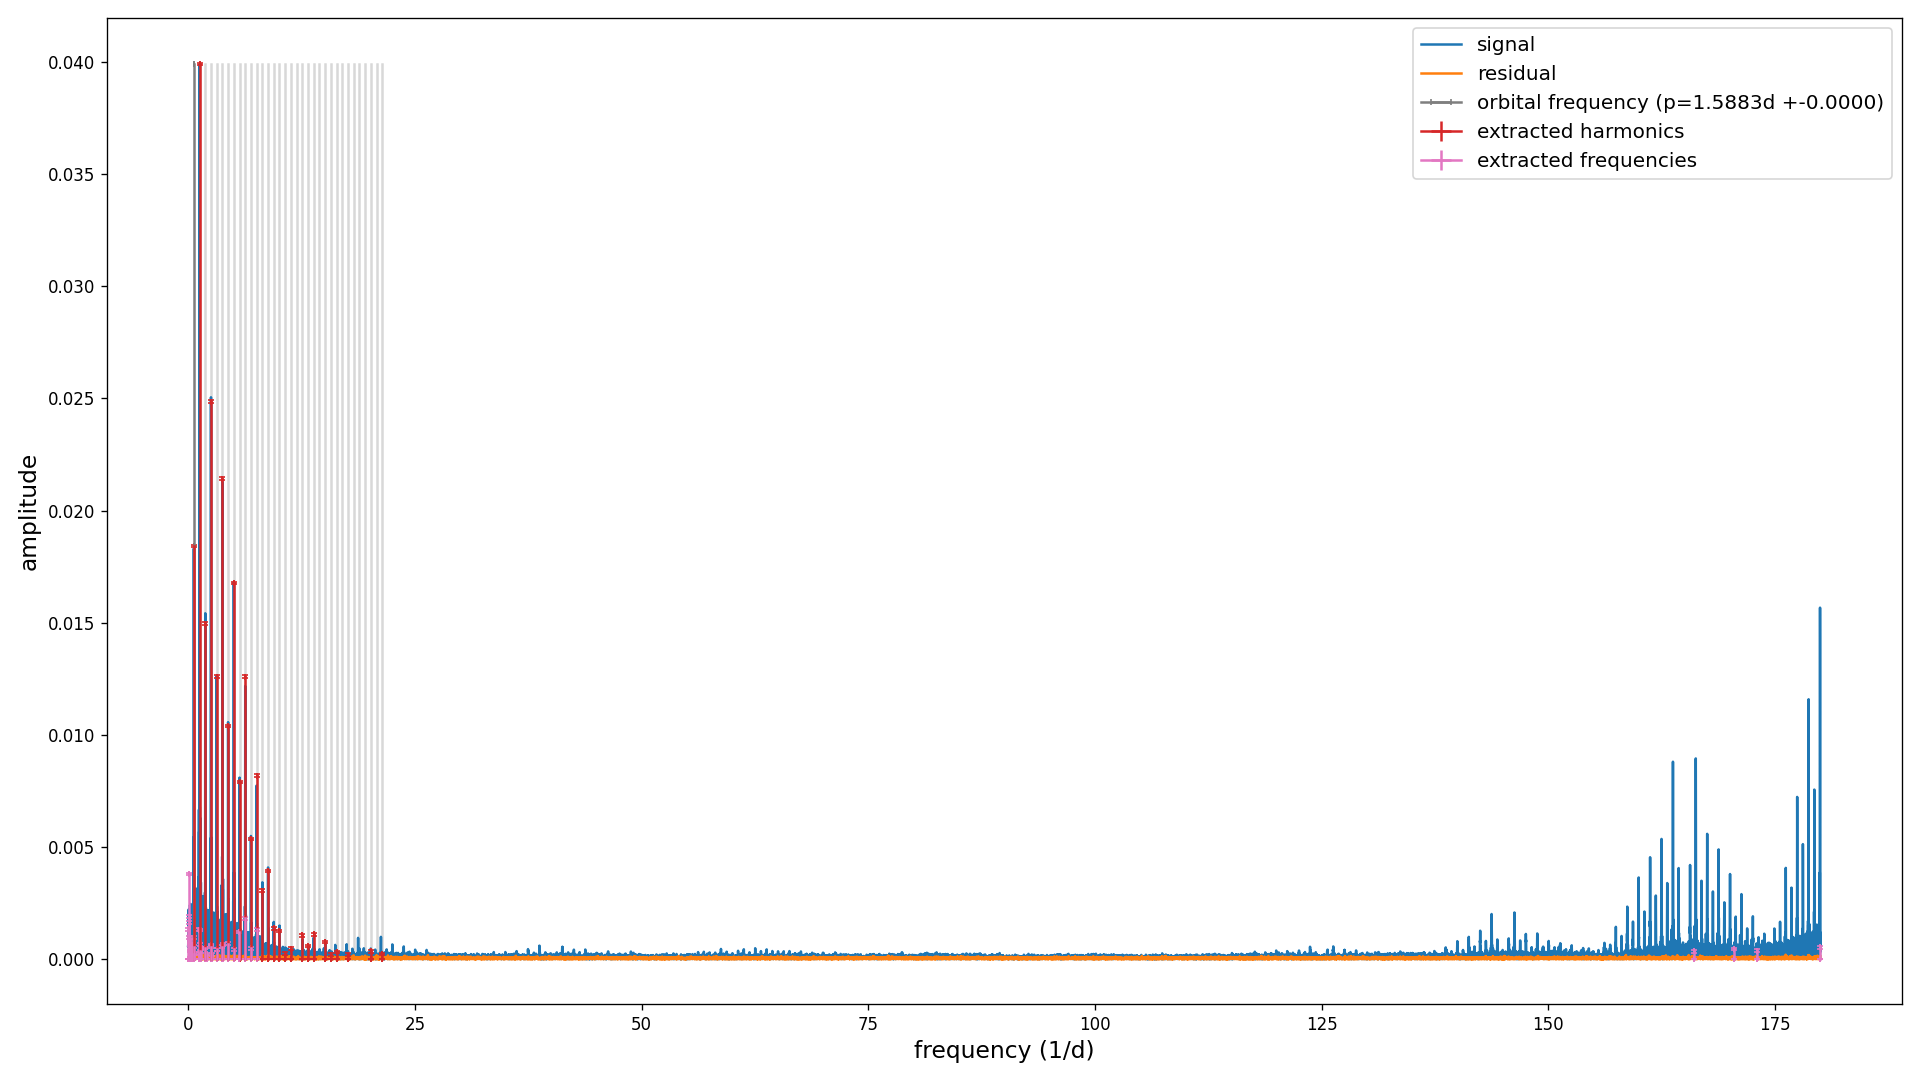 signal
residual
orbital frequency (p=1.5883d +-0.0000)
extracted harmonics
extracted frequencies
amplitude
0.040
0.035
0.030
0.025
0.020
0.015
0.010
0.005
0.000
0 25 50 75 100 125 150 175
frequency (1/d)